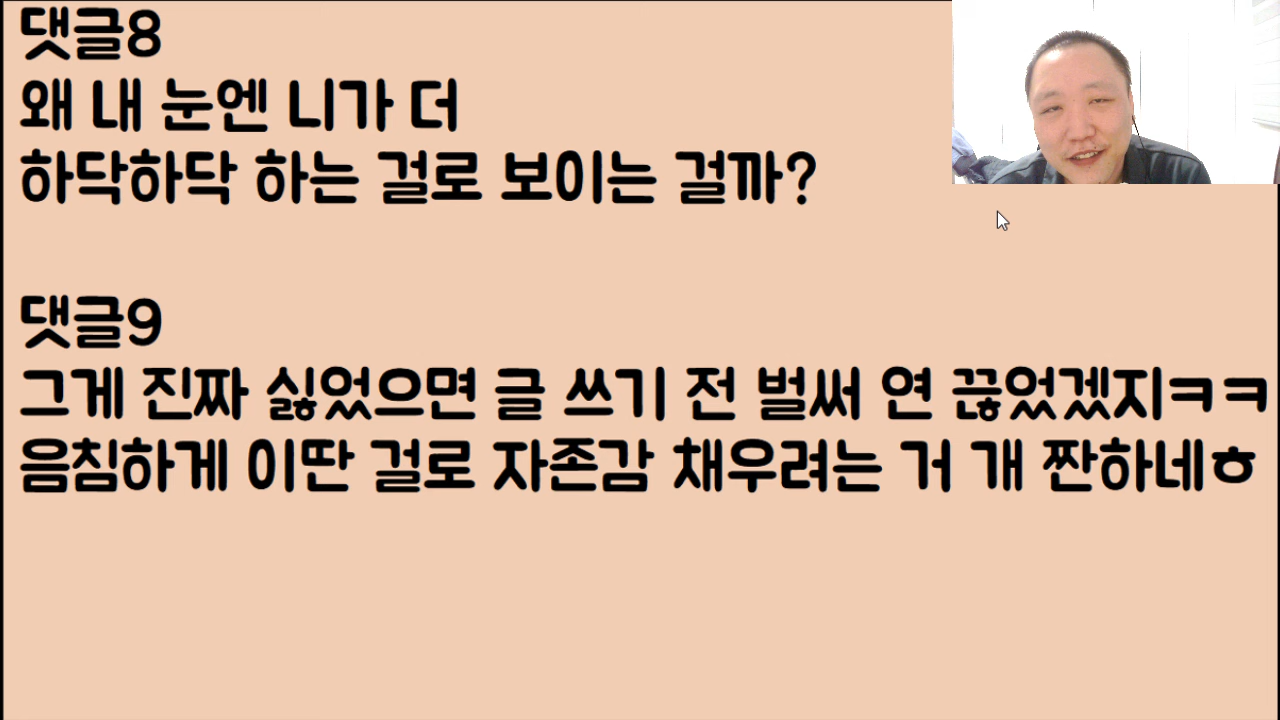 댓글8
왜 내 눈엔 니가 더
하닥하닥 하는 걸로 보이는 걸까?
댓글9
그게 진짜 싫었으면 글 쓰기 전 벌써 연 끊었겠지ㅋㅋ
음침하게 이딴 걸로 자존감 채우려는 거 개 짠하네ㅎ